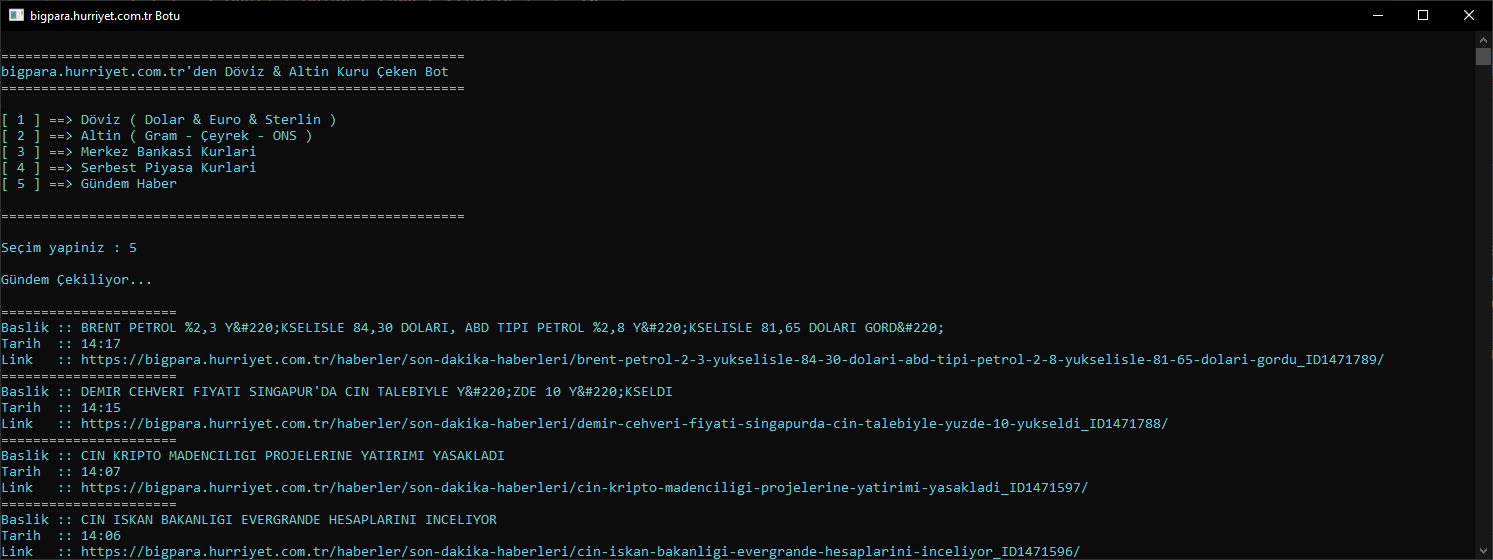 bigpara.hurriyet.com.tr Botu
==========================================================
bigpara.hurriyet.com.tr'den Döviz & Altin Kuru Çeken Bot
==========================================================
[ 1 ] ==> Döviz ( Dolar & Euro & Sterlin )
[ 2 ] ==> Altin ( Gram - Çeyrek - ONS )
[ 3 ] ==> Merkez Bankasi Kurlari
[ 4 ] ==> Serbest Piyasa Kurlari
[ 5 ] ==> Gündem Haber
==========================================================
Seçim yapiniz : 5
Gündem Çekiliyor...
======================
Baslik :: BRENT PETROL %2,3 Y&#220;KSELISLE 84,30 DOLARI, ABD TIPI PETROL %2,8 Y&#220;KSELISLE 81,65 DOLARI GORD&#220;
Tarih  :: 14:17
Link   :: https://bigpara.hurriyet.com.tr/haberler/son-dakika-haberleri/brent-petrol-2-3-yukselisle-84-30-dolari-abd-tipi-petrol-2-8-yukselisle-81-65-dolari-gordu_ID1471789/
======================
Baslik :: DEMIR CEHVERI FIYATI SINGAPUR'DA CIN TALEBIYLE Y&#220;ZDE 10 Y&#220;KSELDI
Tarih  :: 14:15
Link   :: https://bigpara.hurriyet.com.tr/haberler/son-dakika-haberleri/demir-cehveri-fiyati-singapurda-cin-talebiyle-yuzde-10-yukseldi_ID1471788/
======================
Baslik :: CIN KRIPTO MADENCILIGI PROJELERINE YATIRIMI YASAKLADI
Tarih  :: 14:07
Link   :: https://bigpara.hurriyet.com.tr/haberler/son-dakika-haberleri/cin-kripto-madenciligi-projelerine-yatirimi-yasakladi_ID1471597/
======================
Baslik :: CIN ISKAN BAKANLIGI EVERGRANDE HESAPLARINI INCELIYOR
Tarih  :: 14:06
Link   :: https://bigpara.hurriyet.com.tr/haberler/son-dakika-haberleri/cin-iskan-bakanligi-evergrande-hesaplarini-inceliyor_ID1471596/